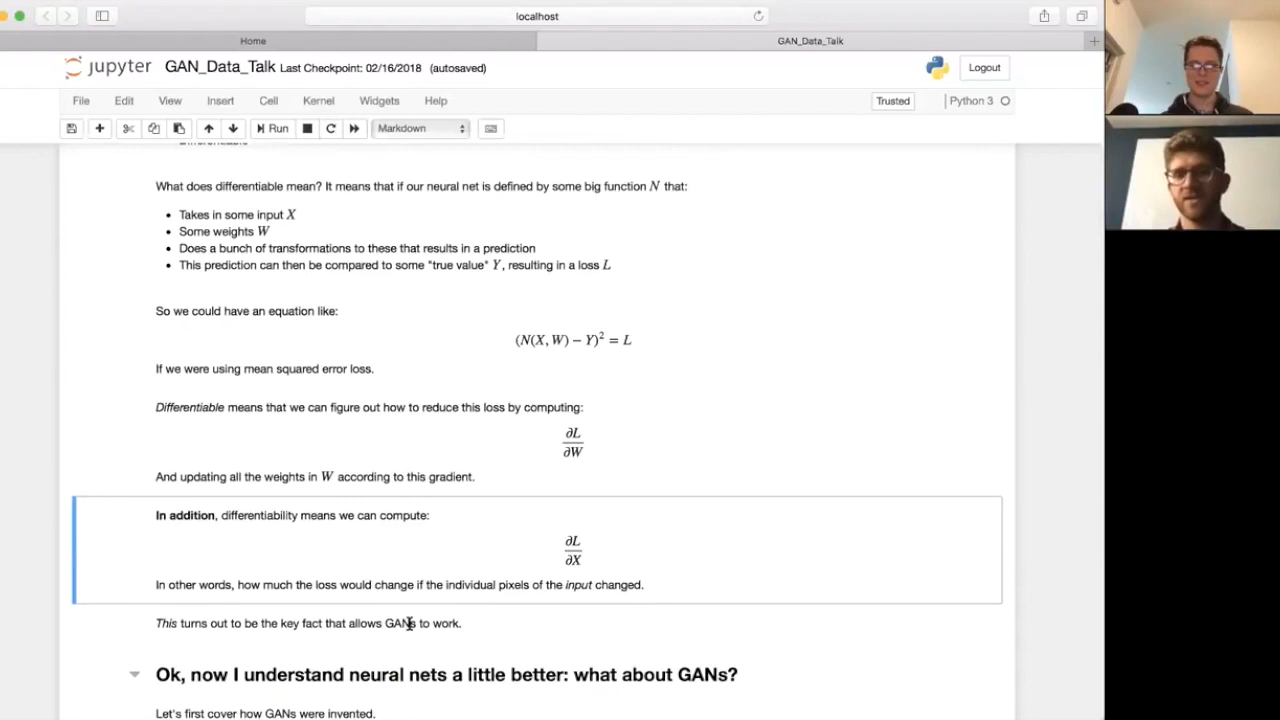 localhost
Home
GAN_Data_Talk
jupyter GAN_Data_Talk Last Checkpoint: 02/16/2018 (autosaved)
Logout
File Edit View Insert Cell Kernel Widgets Help
Trusted
Python 3
Run
Markdown
What does differentiable mean? It means that if our neural net is defined by some big function N that:
• Takes in some input X
• Some weights W
• Does a bunch of transformations to these that results in a prediction
• This prediction can then be compared to some "true value" Y, resulting in a loss L
So we could have an equation like:
(N(X, W) − Y)² = L
If we were using mean squared error loss.
Differentiable means that we can figure out how to reduce this loss by computing:
∂L
∂W
And updating all the weights in W according to this gradient.
In addition, differentiability means we can compute:
∂L
∂X
In other words, how much the loss would change if the individual pixels of the input changed.
This turns out to be the key fact that allows GANs to work.
Ok, now I understand neural nets a little better: what about GANs?
Let's first cover how GANs were invented.